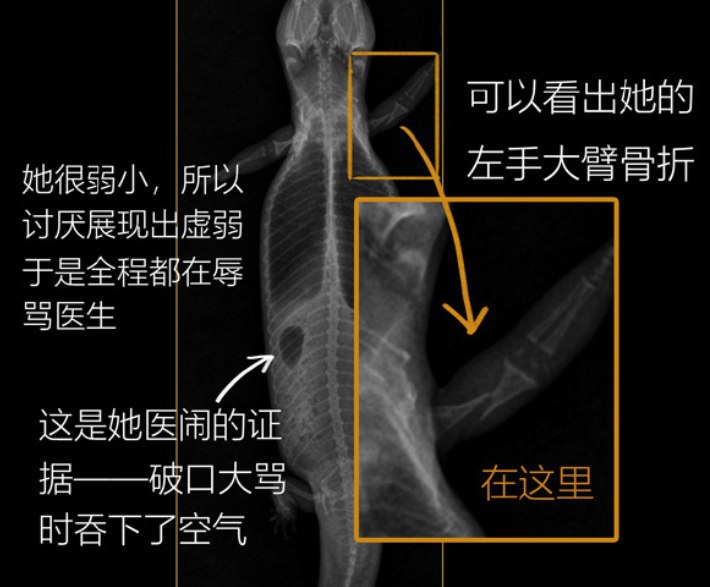 可以看出她的
左手大臂骨折
她很弱小，所以
讨厌展现出虚弱
于是全程都在辱
骂医生
这是她医闹的证
据——破口大骂
时吞下了空气
在这里